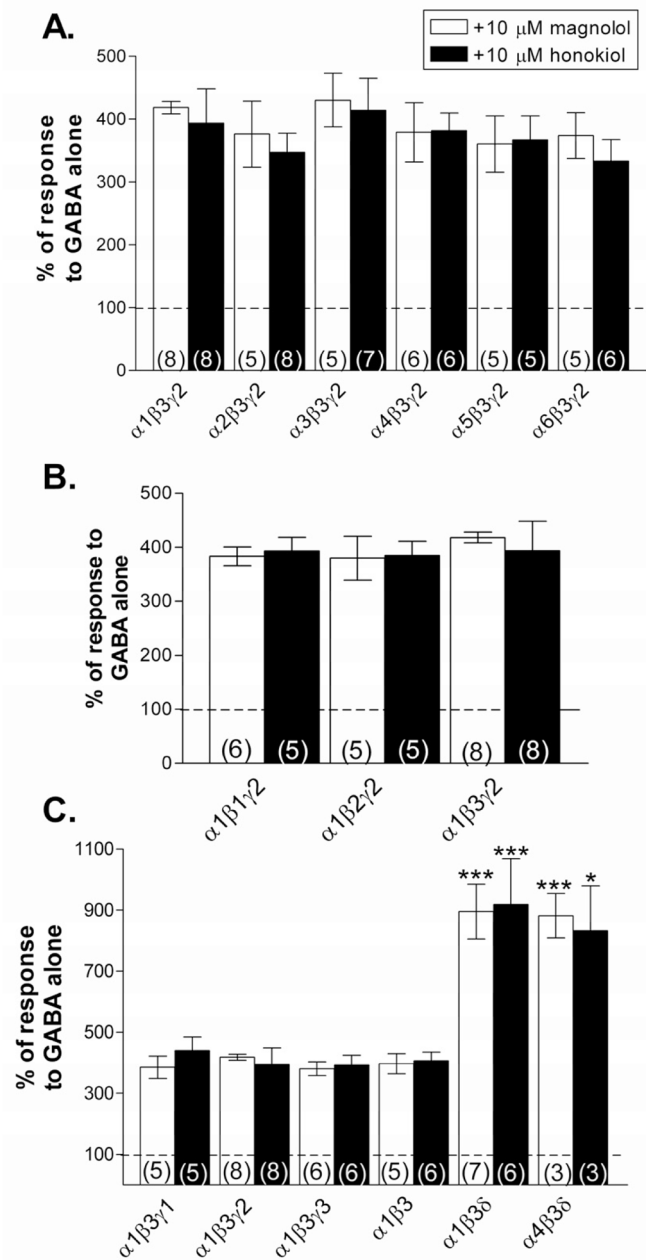 A.
+10 μM magnolol
+10 μM honokiol
% of response
to GABA alone
500
400
300
200
100
0
(8) (8) (5) (8) (5) (7) (6) (6) (5) (5) (5) (6)
α1β3γ2 α2β3γ2 α3β3γ2 α4β3γ2 α5β3γ2 α6β3γ2
B.
% of response to
GABA alone
500
400
300
200
100
0
(6) (5) (5) (5) (8) (8)
α1β1γ2 α1β2γ2 α1β3γ2
C.
% of response
to GABA alone
1100
900
700
500
300
100
*** *** *** *
(5) (5) (8) (8) (6) (6) (5) (6) (7) (6) (3) (3)
α1β3γ1 α1β3γ2 α1β3γ3 α1β3 α1β3δ α4β3δ